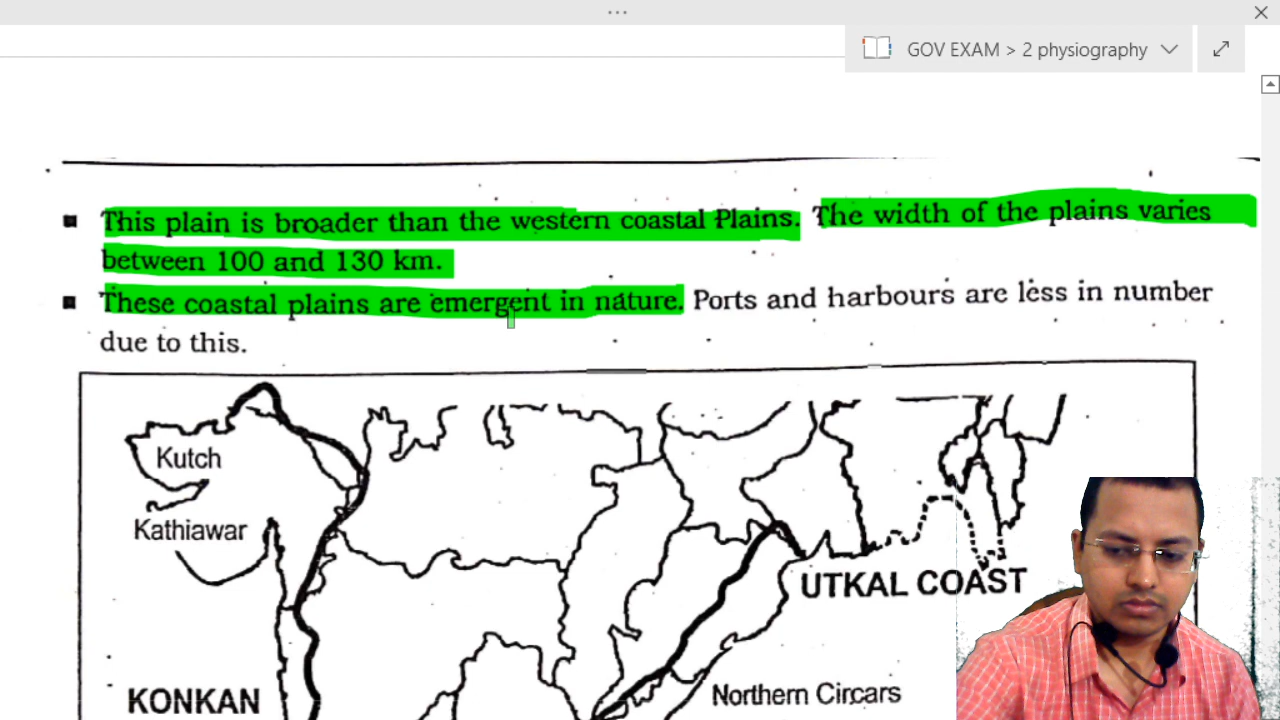 GOV EXAM > 2 physiography
This plain is broader than the western coastal Plains. The width of the plains varies
between 100 and 130 km.
These coastal plains are emergent in nature. Ports and harbours are less in number
due to this.
Kutch
Kathiawar
UTKAL COAST
KONKAN
Northern Circars